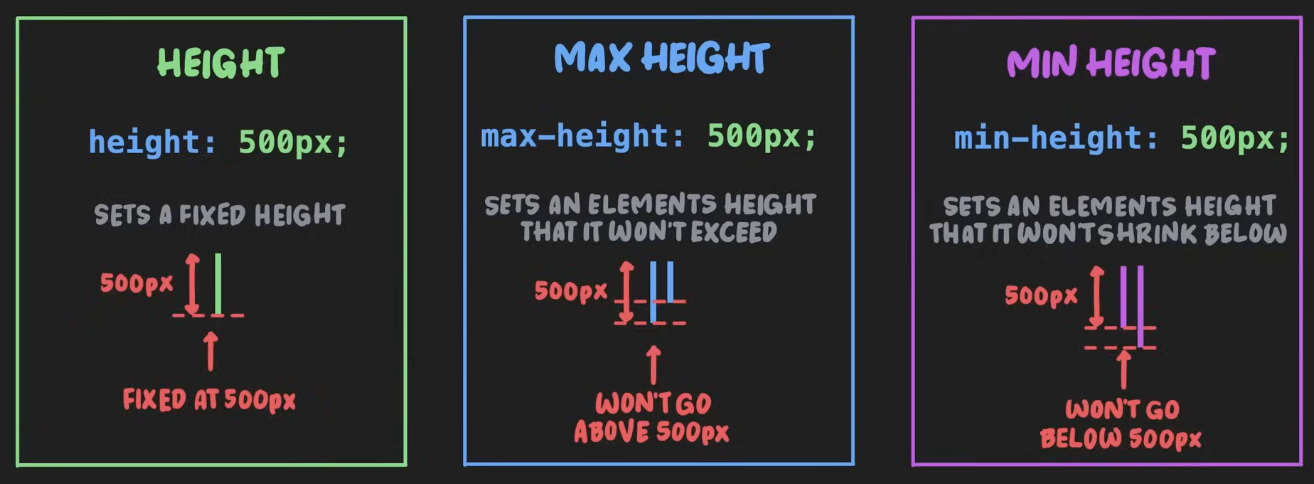 HEIGHT
height: 500px;
SETS A FIXED HEIGHT
500px
FIXED AT 500px
MAX HEIGHT
max-height: 500px;
SETS AN ELEMENTS HEIGHT
THAT IT WON'T EXCEED
500px
WON'T GO
ABOVE 500px
MIN HEIGHT
min-height: 500px;
SETS AN ELEMENTS HEIGHT
THAT IT WON'T SHRINK BELOW
500px
WON'T GO
BELOW 500px